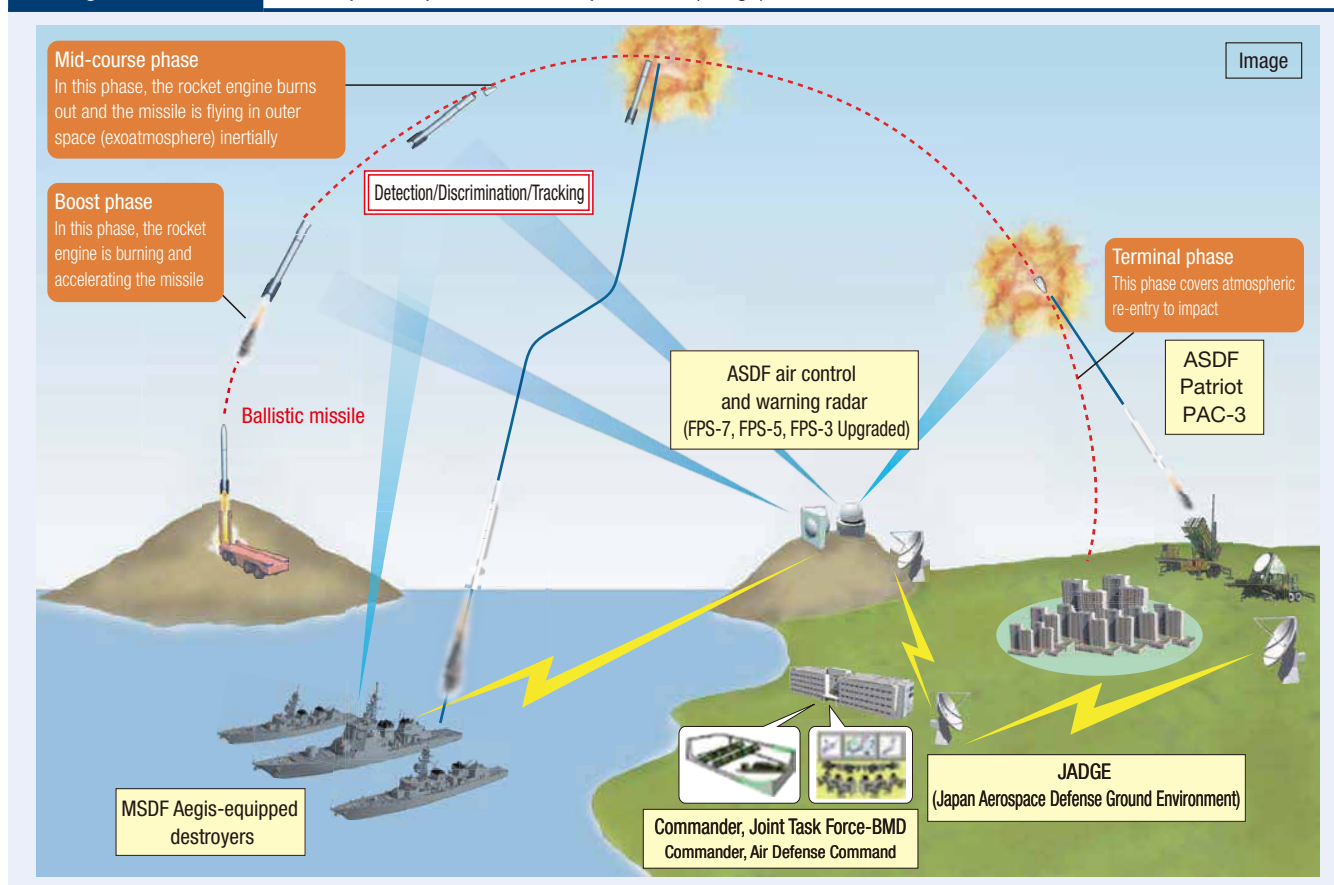 Image
Mid-course phase
In this phase, the rocket engine burns
out and the missile is flying in outer
space (exoatmosphere) inertially
Boost phase
In this phase, the rocket
engine is burning and
accelerating the missile
Detection/Discrimination/Tracking
Terminal phase
This phase covers atmospheric
re-entry to impact
ASDF
Patriot
PAC-3
ASDF air control
and warning radar
(FPS-7, FPS-5, FPS-3 Upgraded)
Ballistic missile
MSDF Aegis-equipped
destroyers
Commander, Joint Task Force-BMD
Commander, Air Defense Command
JADGE
(Japan Aerospace Defense Ground Environment)